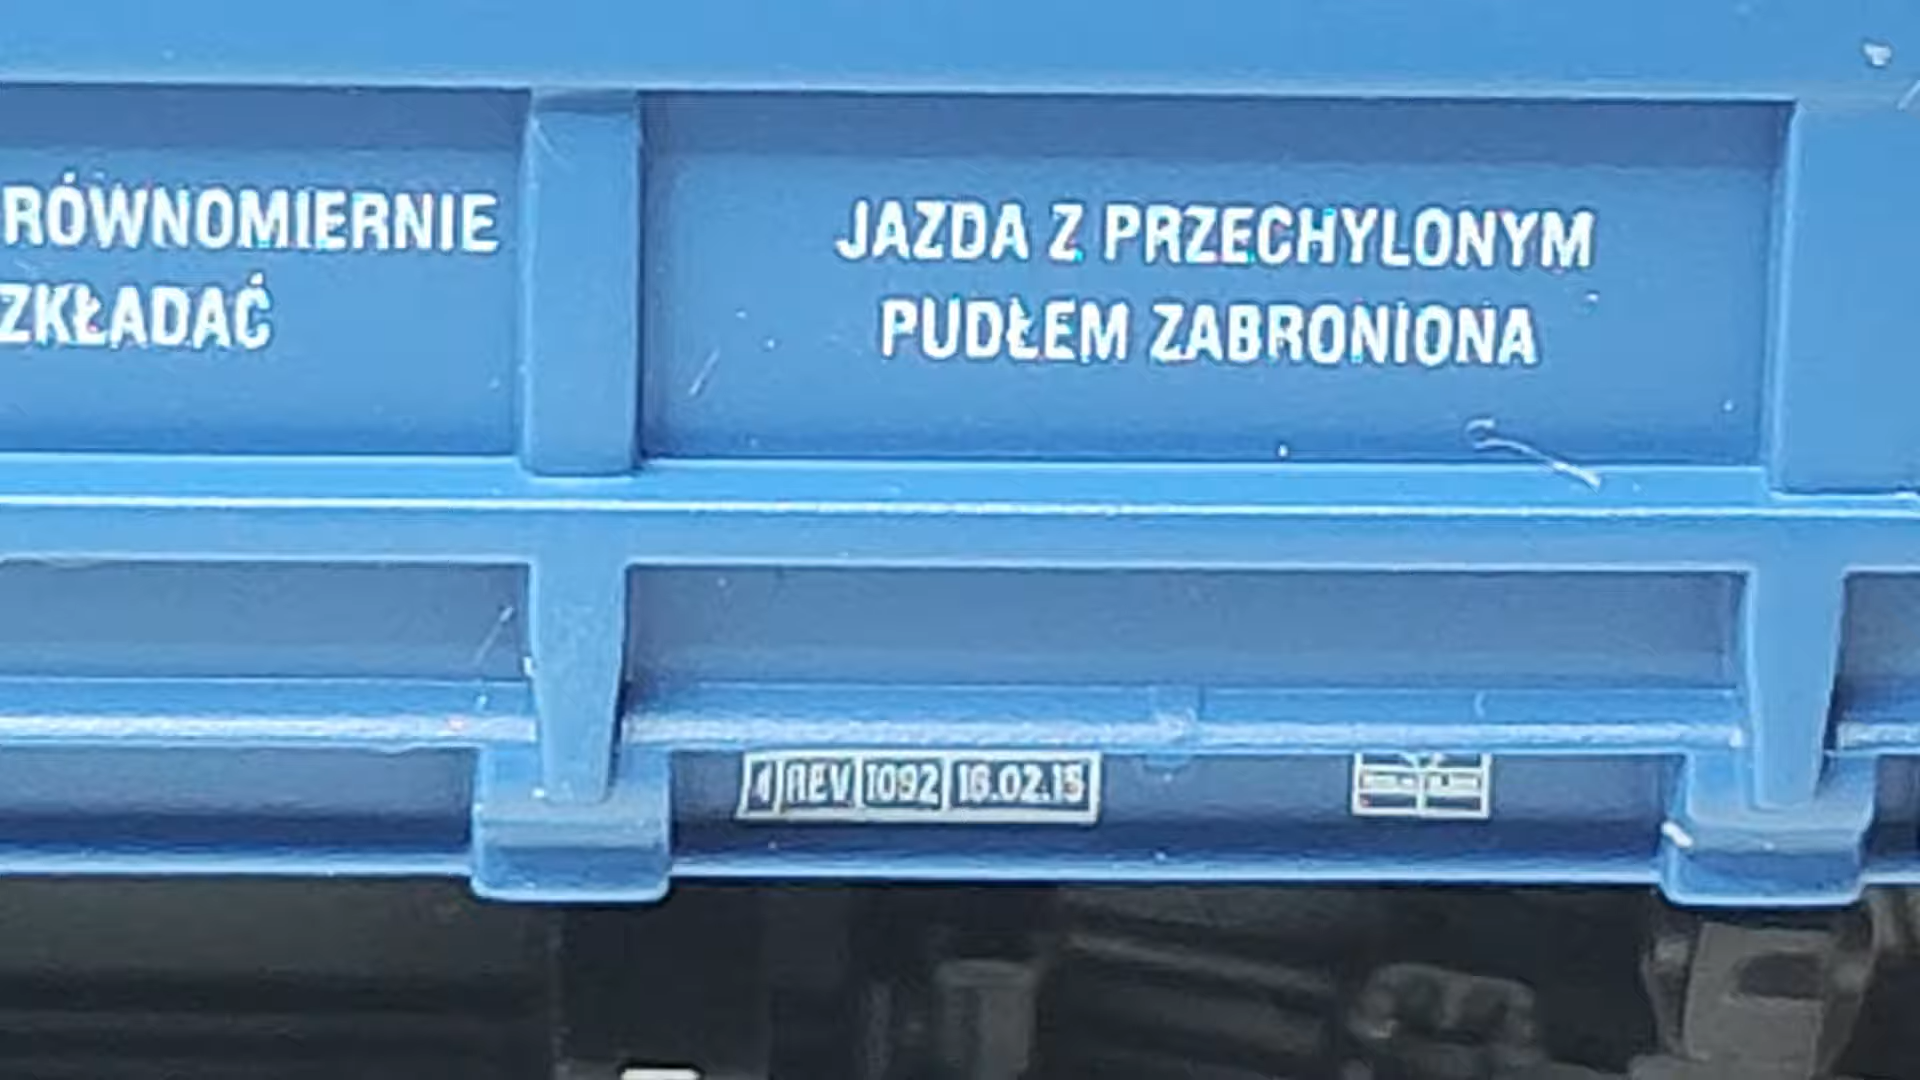 RÓWNOMIERNIE
ZKŁADAĆ
JAZDA Z PRZECHYLONYM
PUDŁEM ZABRONIONA
4 REV 1092 16.02.15